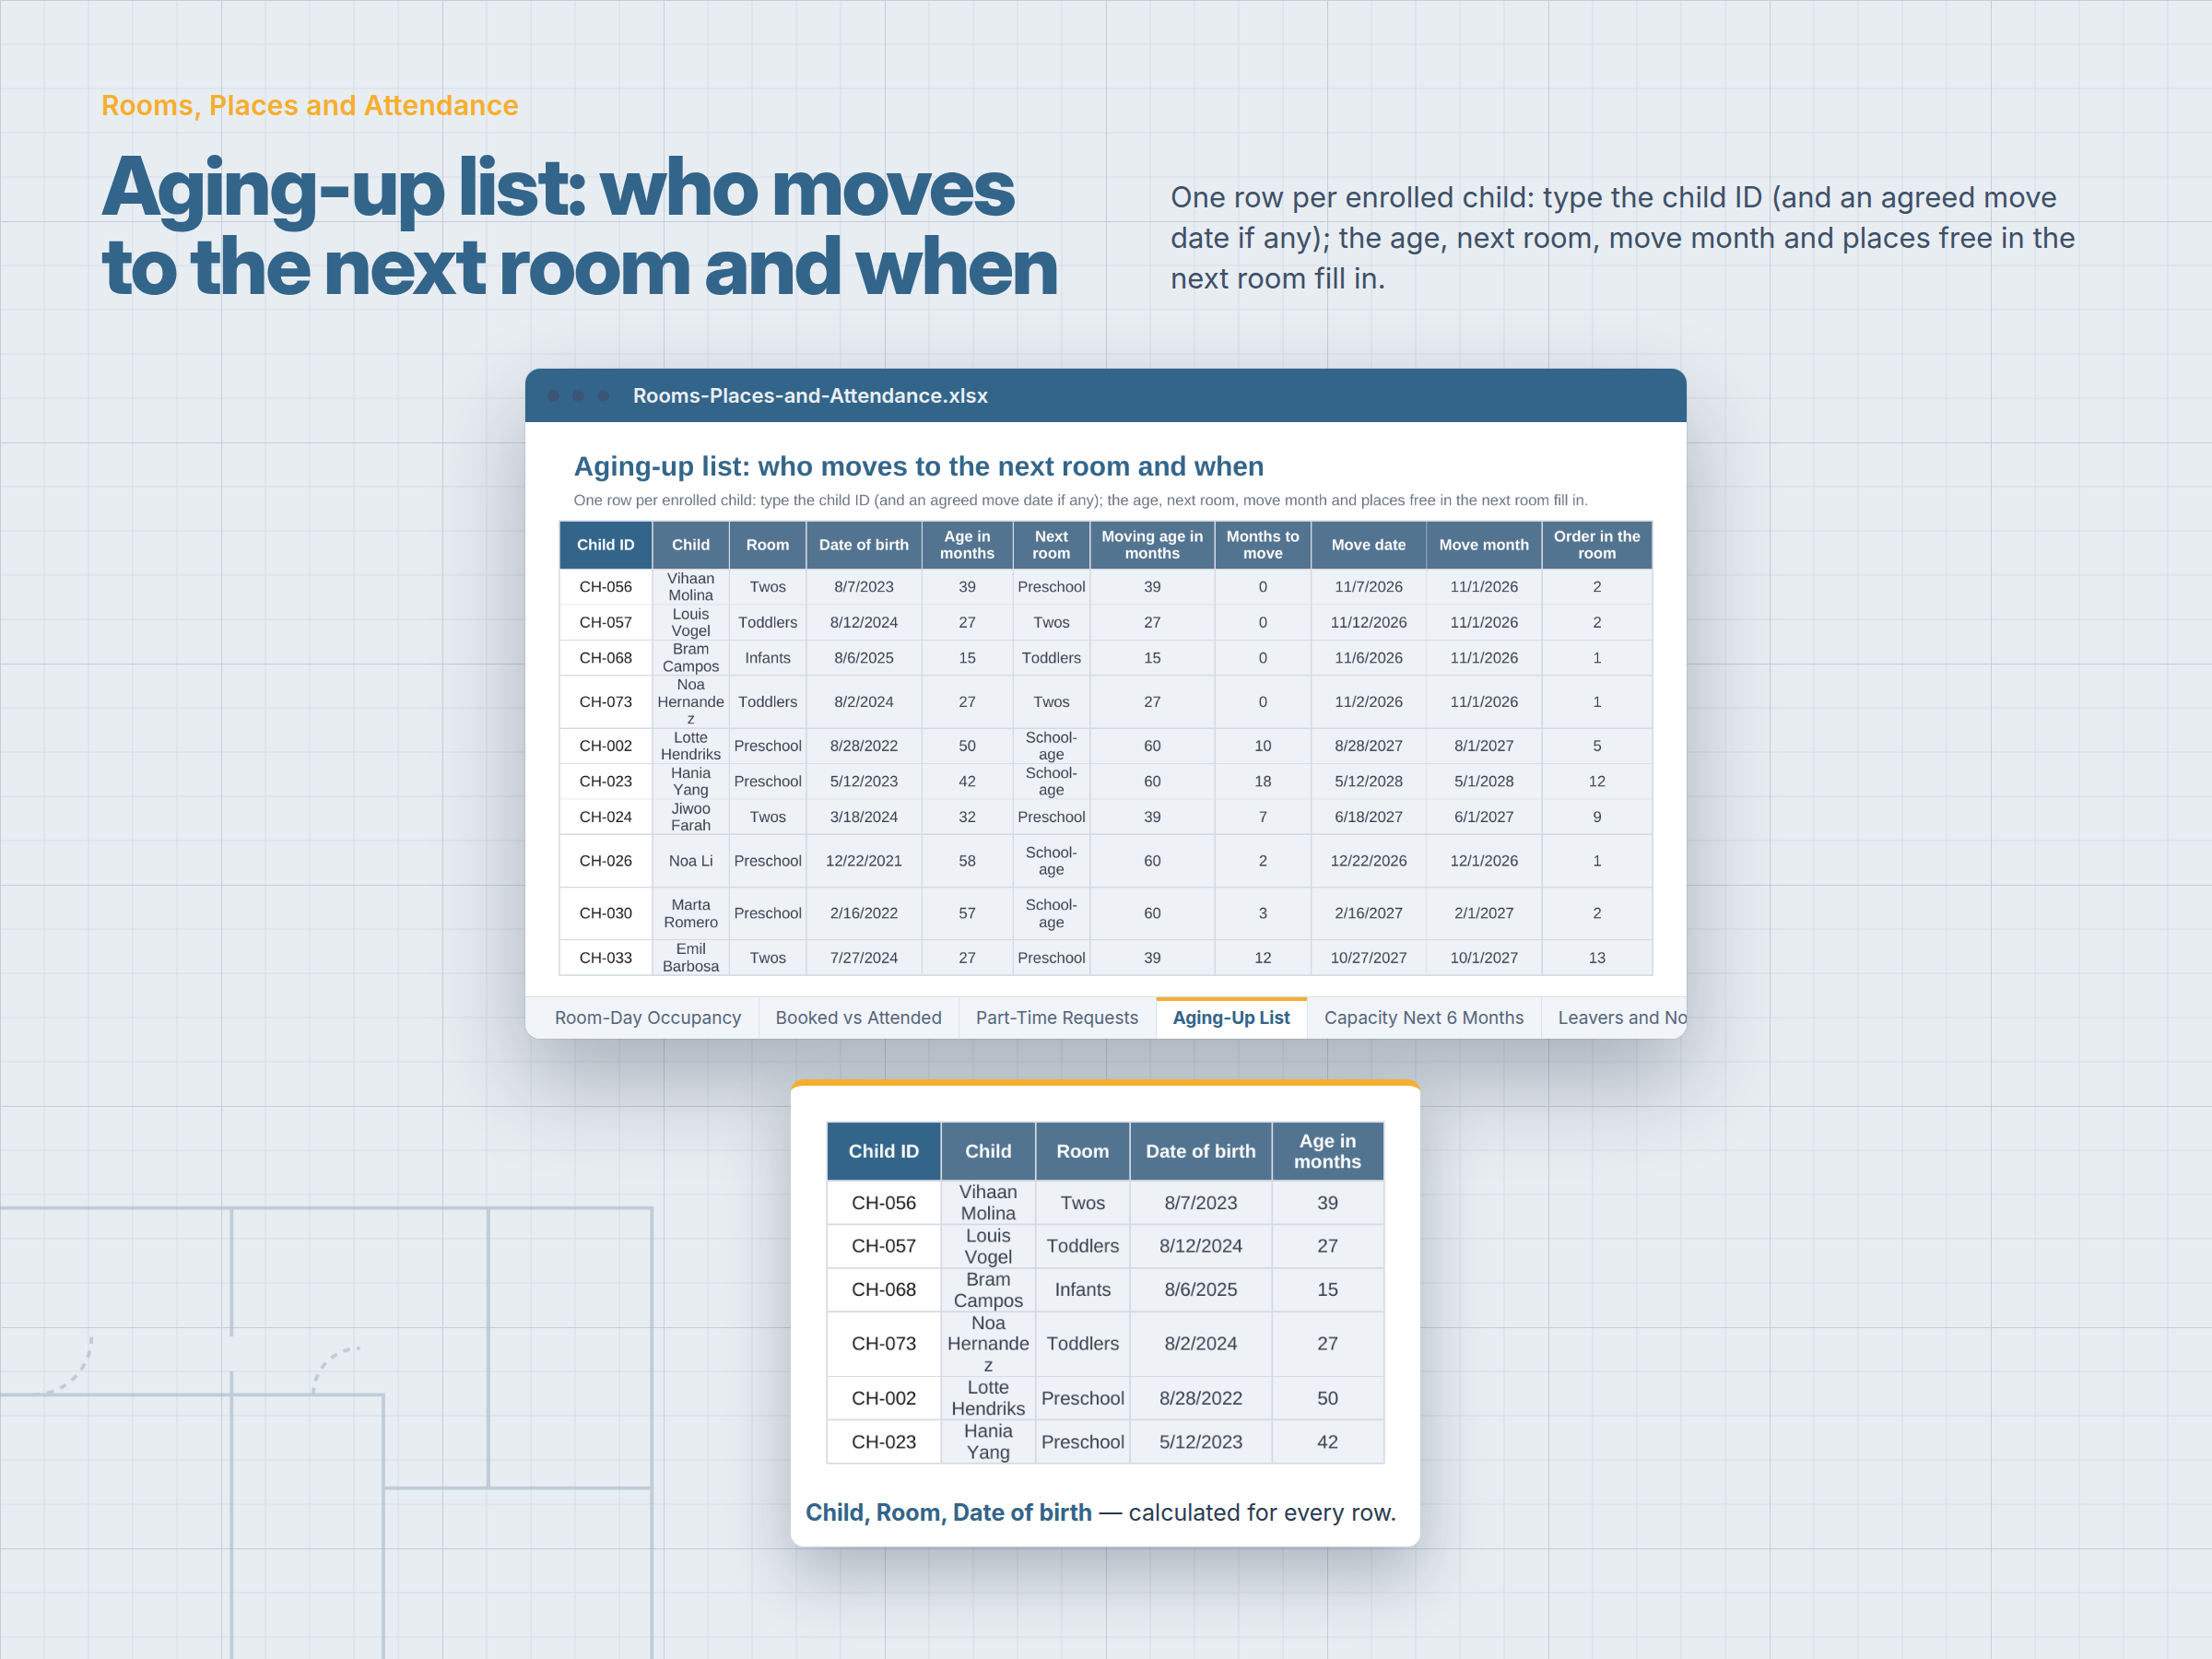 Rooms, Places and Attendance
Aging-up list: who moves
to the next room and when
One row per enrolled child: type the child ID (and an agreed move
date if any); the age, next room, move month and places free in the
next room fill in.
Rooms-Places-and-Attendance.xlsx
Aging-up list: who moves to the next room and when
One row per enrolled child: type the child ID (and an agreed move date if any); the age, next room, move month and places free in the next room fill in.
Child ID Child Room Date of birth Age in months Next room Moving age in months Months to move Move date Move month Order in the room
CH-056 Vihaan Molina Twos 8/7/2023 39 Preschool 39 0 11/7/2026 11/1/2026 2
CH-057 Louis Vogel Toddlers 8/12/2024 27 Twos 27 0 11/12/2026 11/1/2026 2
CH-068 Bram Campos Infants 8/6/2025 15 Toddlers 15 0 11/6/2026 11/1/2026 1
CH-073 Noa Hernandez Toddlers 8/2/2024 27 Twos 27 0 11/2/2026 11/1/2026 1
CH-002 Lotte Hendriks Preschool 8/28/2022 50 School-age 60 10 8/28/2027 8/1/2027 5
CH-023 Hania Yang Preschool 5/12/2023 42 School-age 60 18 5/12/2028 5/1/2028 12
CH-024 Jiwoo Farah Twos 3/18/2024 32 Preschool 39 7 6/18/2027 6/1/2027 9
CH-026 Noa Li Preschool 12/22/2021 58 School-age 60 2 12/22/2026 12/1/2026 1
CH-030 Marta Romero Preschool 2/16/2022 57 School-age 60 3 2/16/2027 2/1/2027 2
CH-033 Emil Barbosa Twos 7/27/2024 27 Preschool 39 12 10/27/2027 10/1/2027 13
Room-Day Occupancy Booked vs Attended Part-Time Requests Aging-Up List Capacity Next 6 Months Leavers and No
Child ID Child Room Date of birth Age in months
CH-056 Vihaan Molina Twos 8/7/2023 39
CH-057 Louis Vogel Toddlers 8/12/2024 27
CH-068 Bram Campos Infants 8/6/2025 15
CH-073 Noa Hernandez Toddlers 8/2/2024 27
CH-002 Lotte Hendriks Preschool 8/28/2022 50
CH-023 Hania Yang Preschool 5/12/2023 42
Child, Room, Date of birth — calculated for every row.